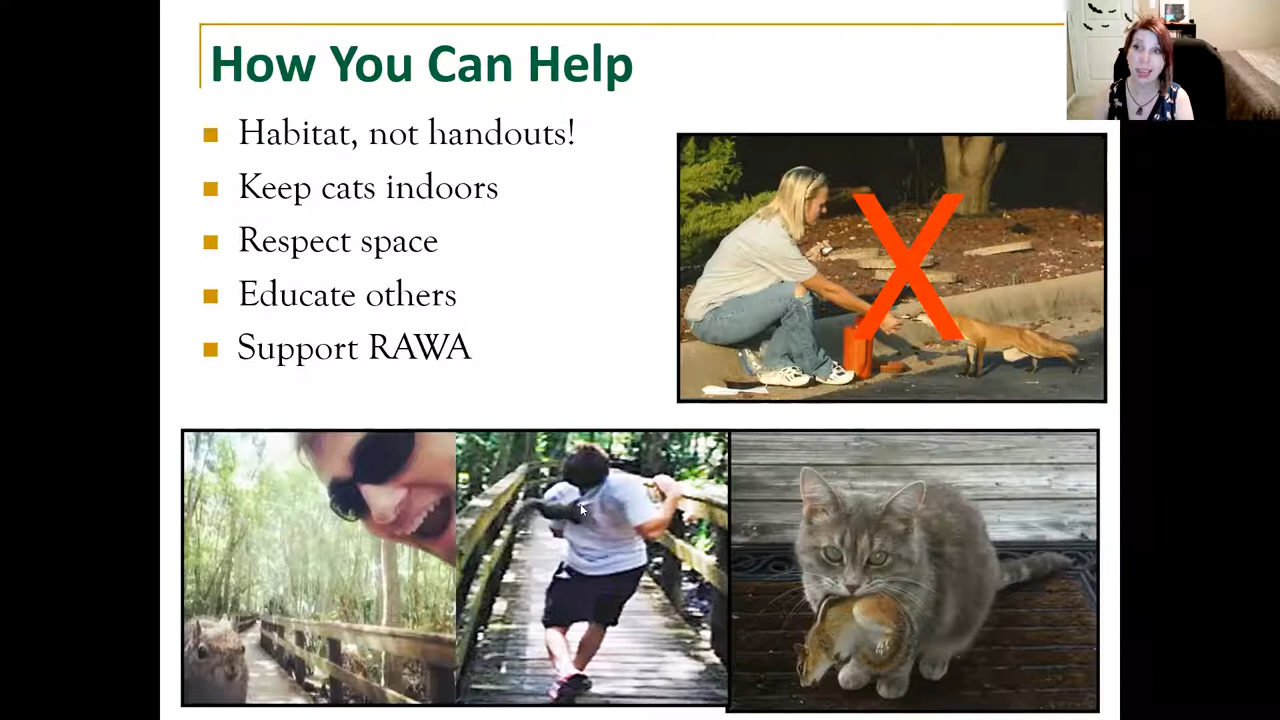 How You Can Help
Habitat, not handouts!
Keep cats indoors
Respect space
Educate others
Support RAWA
X